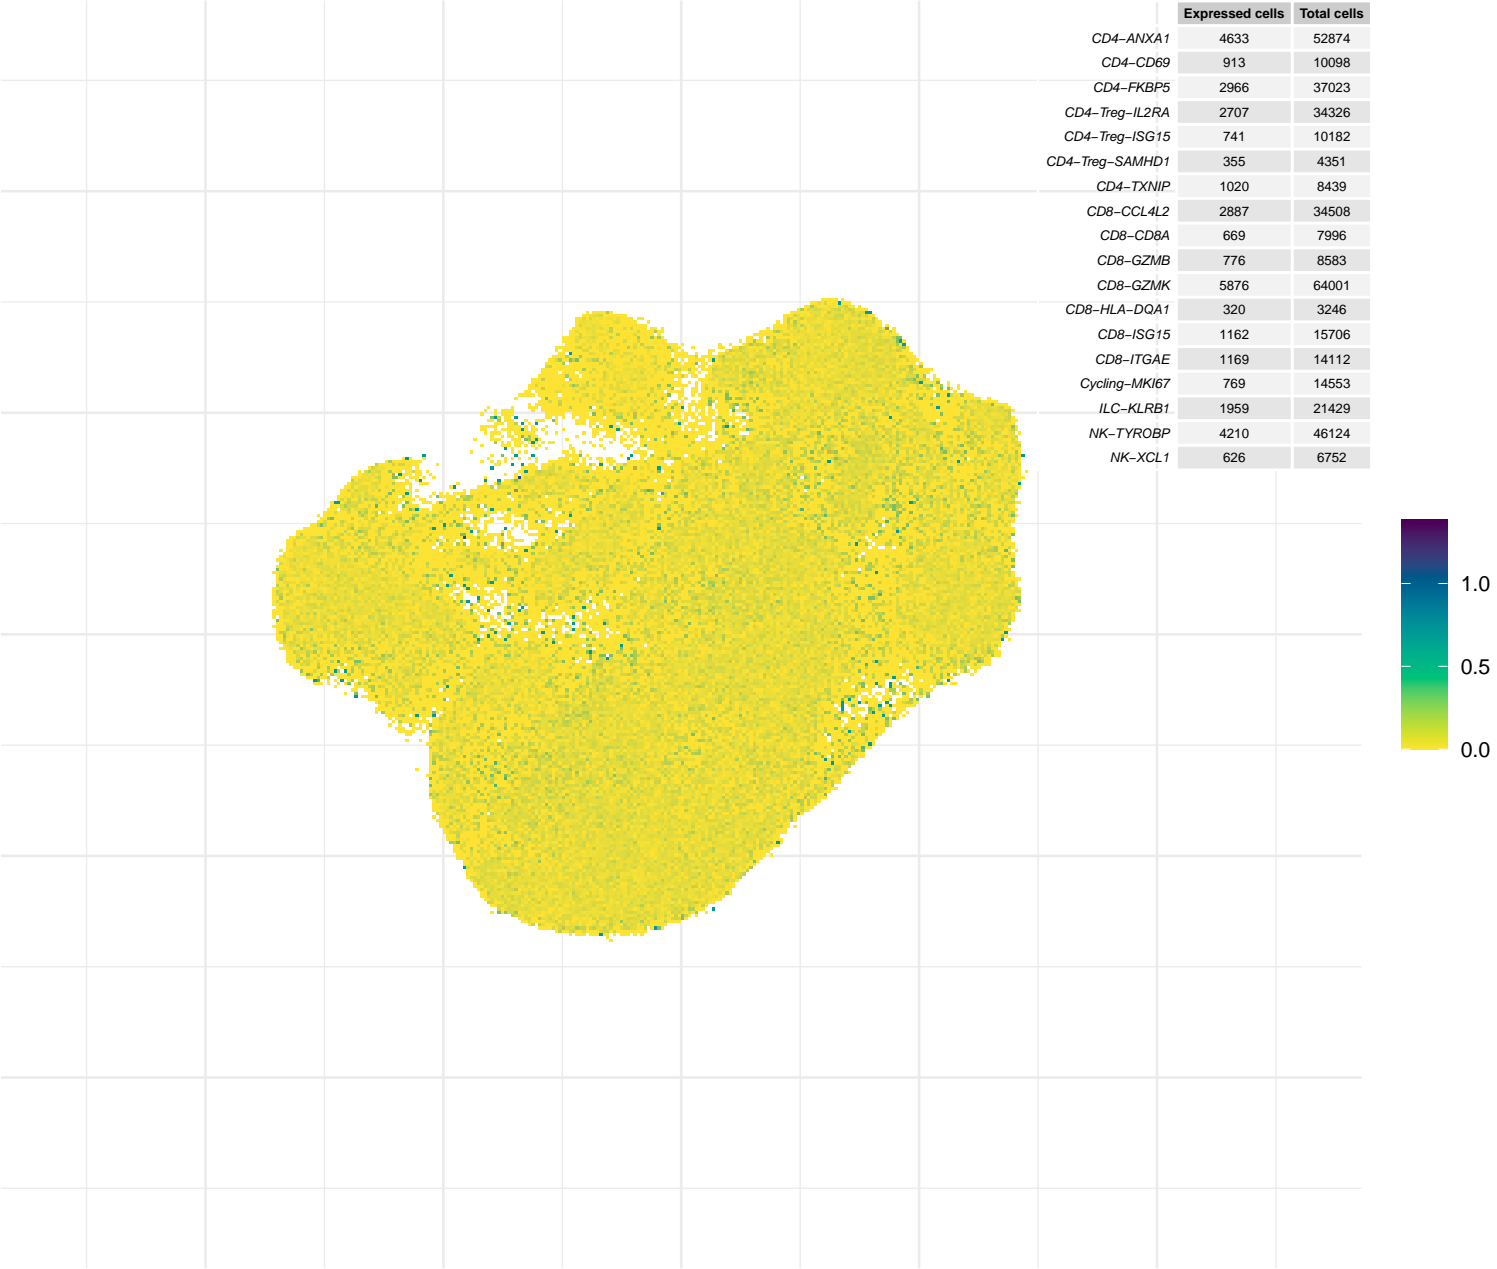 Expressed cells Total cells
CD4−ANXA1 4633 52874
CD4−CD69 913 10098
CD4−FKBP5 2966 37023
CD4−Treg−IL2RA 2707 34326
CD4−Treg−ISG15 741 10182
CD4−Treg−SAMHD1 355 4351
CD4−TXNIP 1020 8439
CD8−CCL4L2 2887 34508
CD8−CD8A 669 7996
CD8−GZMB 776 8583
CD8−GZMK 5876 64001
CD8−HLA−DQA1 320 3246
CD8−ISG15 1162 15706
CD8−ITGAE 1169 14112
Cycling−MKI67 769 14553
ILC−KLRB1 1959 21429
NK−TYROBP 4210 46124
NK−XCL1 626 6752
1.0
0.5
0.0